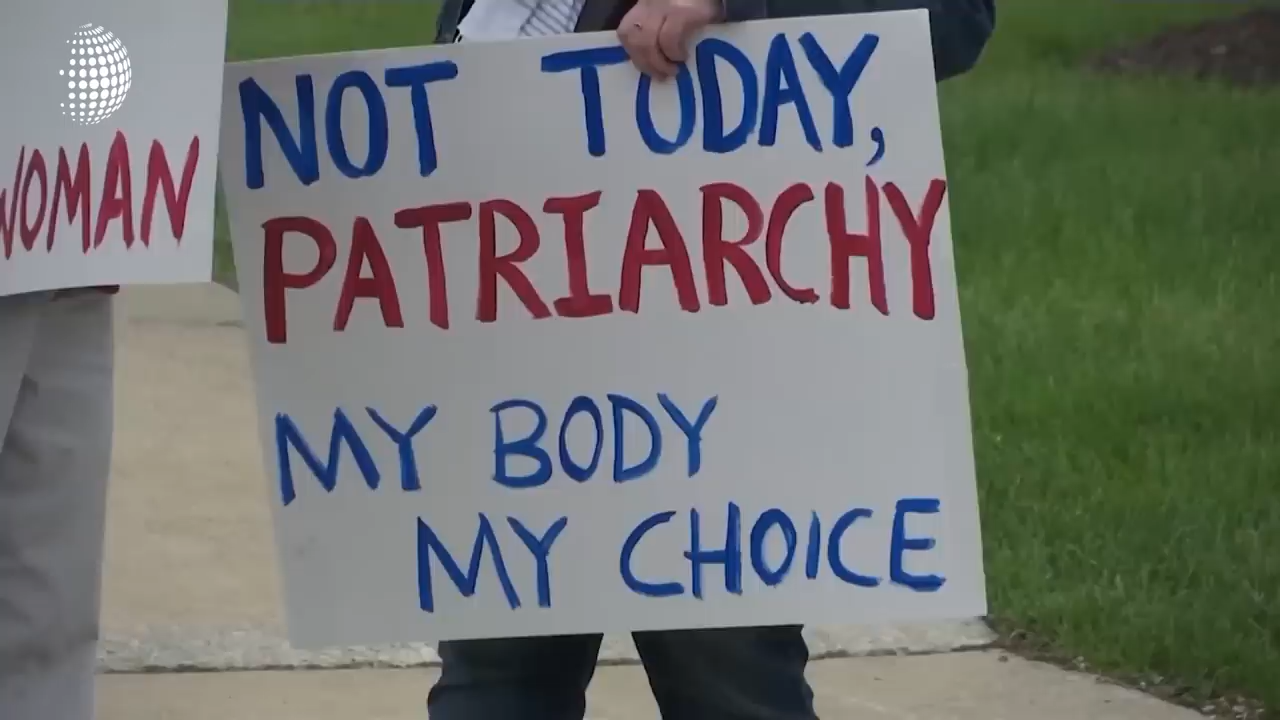 WOMAN
NOT TODAY,
PATRIARCHY
MY BODY
MY CHOICE